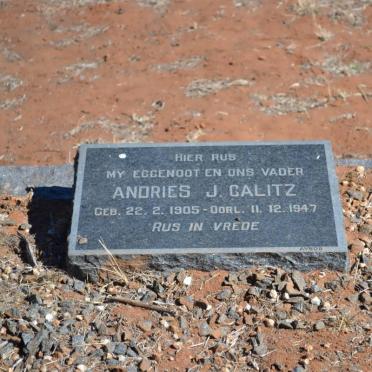 HIER RUS
MY EGGENOOT EN ONS VADER
ANDRIES J. CALITZ
GEB. 22. 2. 1905 - OORL. 11. 12. 1947
RUS IN VREDE